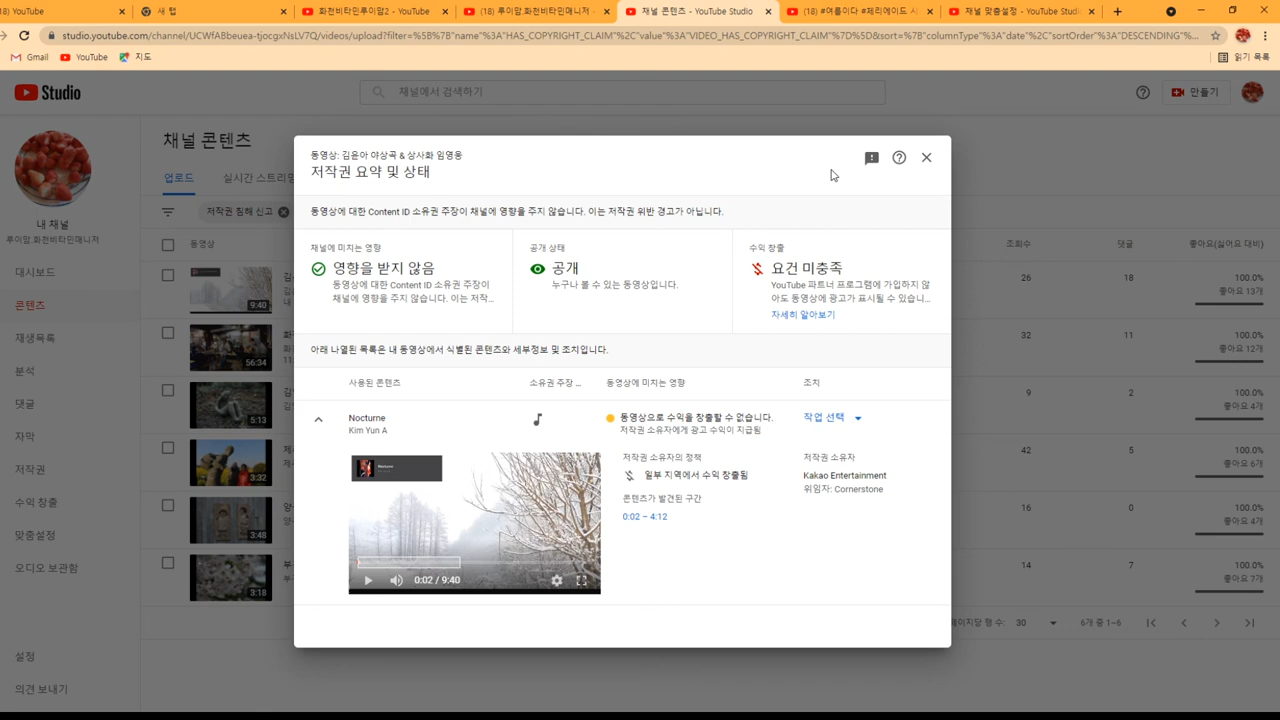 18) YouTube
새 탭
화천비타민루이암2 - YouTube
(18) 루이암.화천비타민매니저
채널 콘텐츠 - YouTube Studio
(18) #여름이다 #제리에이드 시
채널 맞춤설정 - YouTube Studio
studio.youtube.com/channel/UCWfABbeuea-tjocgxNsLV7Q/videos/upload?filter=%5B%7B"name"%3A"HAS_COPYRIGHT_CLAIM"%2C"value"%3A"VIDEO_HAS_COPYRIGHT_CLAIM"%7D%5D&sort=%7B"columnType"%3A"date"%2C"sortOrder"%3A"DESCENDING"%...
Gmail
YouTube
지도
읽기 목록
Studio
채널에서 검색하기
만들기
채널 콘텐츠
업로드
실시간 스트리밍
저작권 침해 신고
동영상
조회수
댓글
좋아요(싫어요 대비)
내 채널
루이암.화천비타민매니저
대시보드
콘텐츠
재생목록
분석
댓글
자막
저작권
수익 창출
맞춤설정
오디오 보관함
설정
의견 보내기
동영상: 김윤아 야상곡 & 상사화 임영웅
저작권 요약 및 상태
동영상에 대한 Content ID 소유권 주장이 채널에 영향을 주지 않습니다. 이는 저작권 위반 경고가 아닙니다.
채널에 미치는 영향
영향을 받지 않음
동영상에 대한 Content ID 소유권 주장이
채널에 영향을 주지 않습니다. 이는 저작...
공개 상태
공개
누구나 볼 수 있는 동영상입니다.
수익 창출
요건 미충족
YouTube 파트너 프로그램에 가입하지 않
아도 동영상에 광고가 표시될 수 있습니...
자세히 알아보기
아래 나열된 목록은 내 동영상에서 식별된 콘텐츠와 세부정보 및 조치입니다.
사용된 콘텐츠
소유권 주장 ...
동영상에 미치는 영향
조치
Nocturne
Kim Yun A
동영상으로 수익을 창출할 수 없습니다.
저작권 소유자에게 광고 수익이 지급됨
작업 선택
저작권 소유자의 정책
일부 지역에서 수익 창출됨
콘텐츠가 발견된 구간
0:02 – 4:12
저작권 소유자
Kakao Entertainment
위임자: Cornerstone
0:02 / 9:40
9:40
26
18
100.0%
좋아요 13개
56:34
32
11
100.0%
좋아요 12개
5:13
9
2
100.0%
좋아요 4개
3:32
42
5
100.0%
좋아요 6개
3:48
16
0
100.0%
좋아요 4개
3:18
14
7
100.0%
좋아요 7개
페이지당 행 수:
30
6개 중 1~6